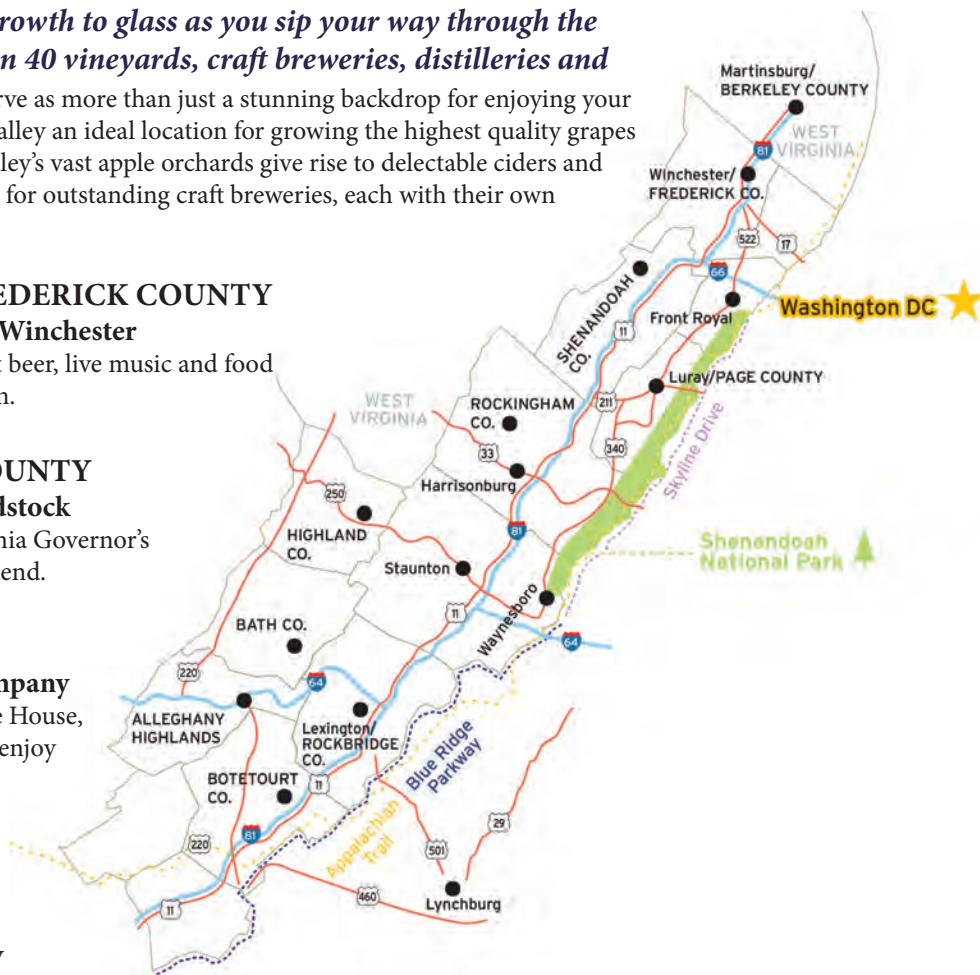 rowth to glass as you sip your way through the
n 40 vineyards, craft breweries, distilleries and
rve as more than just a stunning backdrop for enjoying your
alley an ideal location for growing the highest quality grapes
ley's vast apple orchards give rise to delectable ciders and
for outstanding craft breweries, each with their own
EDERICK COUNTY
Winchester
t beer, live music and food
n.
OUNTY
dstock
nia Governor's
end.
mpany
e House,
enjoy
Martinsburg/
BERKELEY COUNTY
WEST
VIRGINIA
81
Winchester/
FREDERICK CO.
522
17
66
Washington DC
Front Royal
SHENANDOAH
CO.
11
Luray/PAGE COUNTY
211
340
Skyline Drive
WEST
VIRGINIA
ROCKINGHAM
CO.
33
Harrisonburg
250
81
HIGHLAND
CO.
Shenandoah
National Park
Staunton
11
Waynesboro
64
BATH CO.
220
64
ALLEGHANY
HIGHLANDS
Lexington/
ROCKBRIDGE
CO.
Blue Ridge
Parkway
BOTETOURT
CO.
11
Appalachian
Trail
29
81
220
501
460
Lynchburg
11